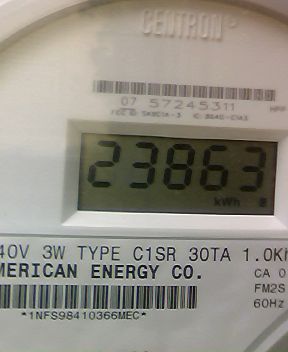 CENTRON
07 57245311
23863
kWh
40V 3W TYPE C1SR 30TA 1.0Kh
MERICAN ENERGY CO.
CA 0
FM2S
60Hz
*1NFS98410366MEC*